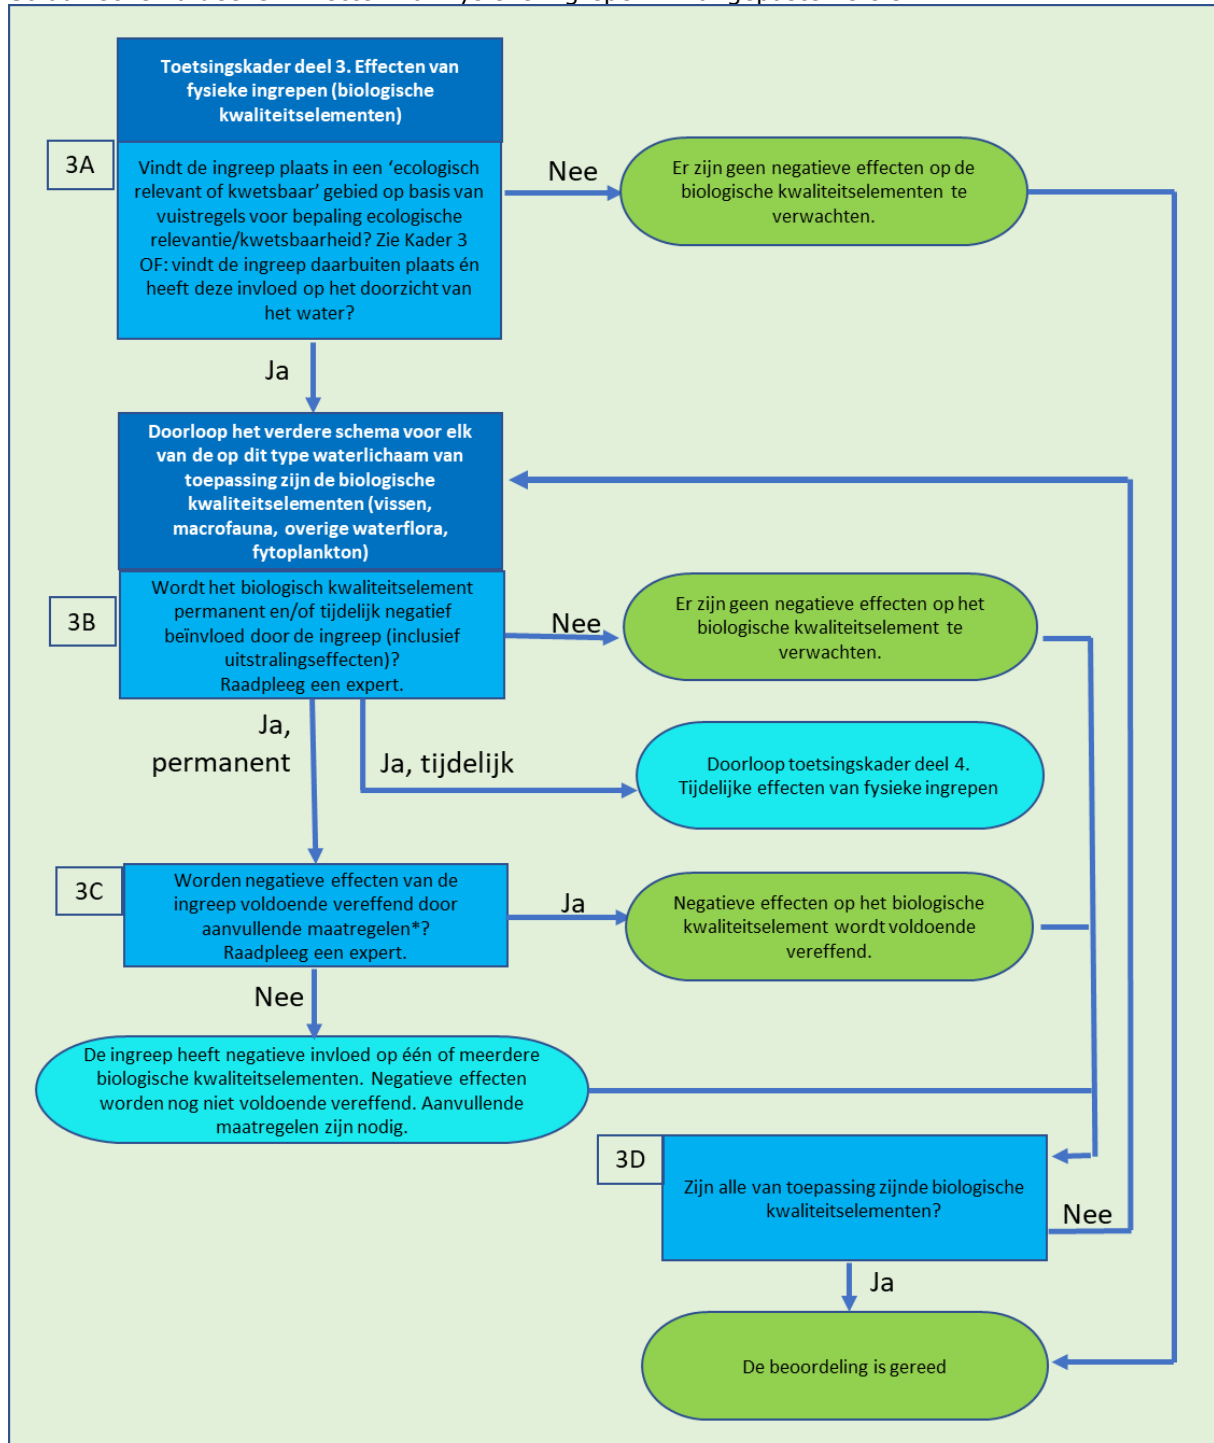 Toetsingskader deel 3. Effecten van
fysieke ingrepen (biologische
kwaliteitselementen)
3A
Vindt de ingreep plaats in een ‘ecologisch
relevant of kwetsbaar’ gebied op basis van
vuistregels voor bepaling ecologische
relevantie/kwetsbaarheid? Zie Kader 3
OF: vindt de ingreep daarbuiten plaats én
heeft deze invloed op het doorzicht van
het water?
Nee
Er zijn geen negatieve effecten op de
biologische kwaliteitselementen te
verwachten.
Ja
Doorloop het verdere schema voor elk
van de op dit type waterlichaam van
toepassing zijn de biologische
kwaliteitselementen (vissen,
macrofauna, overige waterflora,
fytoplankton)
3B
Wordt het biologisch kwaliteitselement
permanent en/of tijdelijk negatief
beïnvloed door de ingreep (inclusief
uitstralingseffecten)?
Raadpleeg een expert.
Nee
Er zijn geen negatieve effecten op het
biologische kwaliteitselement te
verwachten.
Ja,
permanent
Ja, tijdelijk
Doorloop toetsingskader deel 4.
Tijdelijke effecten van fysieke ingrepen
3C
Worden negatieve effecten van de
ingreep voldoende vereffend door
aanvullende maatregelen*?
Raadpleeg een expert.
Ja
Negatieve effecten op het biologische
kwaliteitselement wordt voldoende
vereffend.
Nee
De ingreep heeft negatieve invloed op één of meerdere
biologische kwaliteitselementen. Negatieve effecten
worden nog niet voldoende vereffend. Aanvullende
maatregelen zijn nodig.
3D
Zijn alle van toepassing zijnde biologische
kwaliteitselementen?
Nee
Ja
De beoordeling is gereed